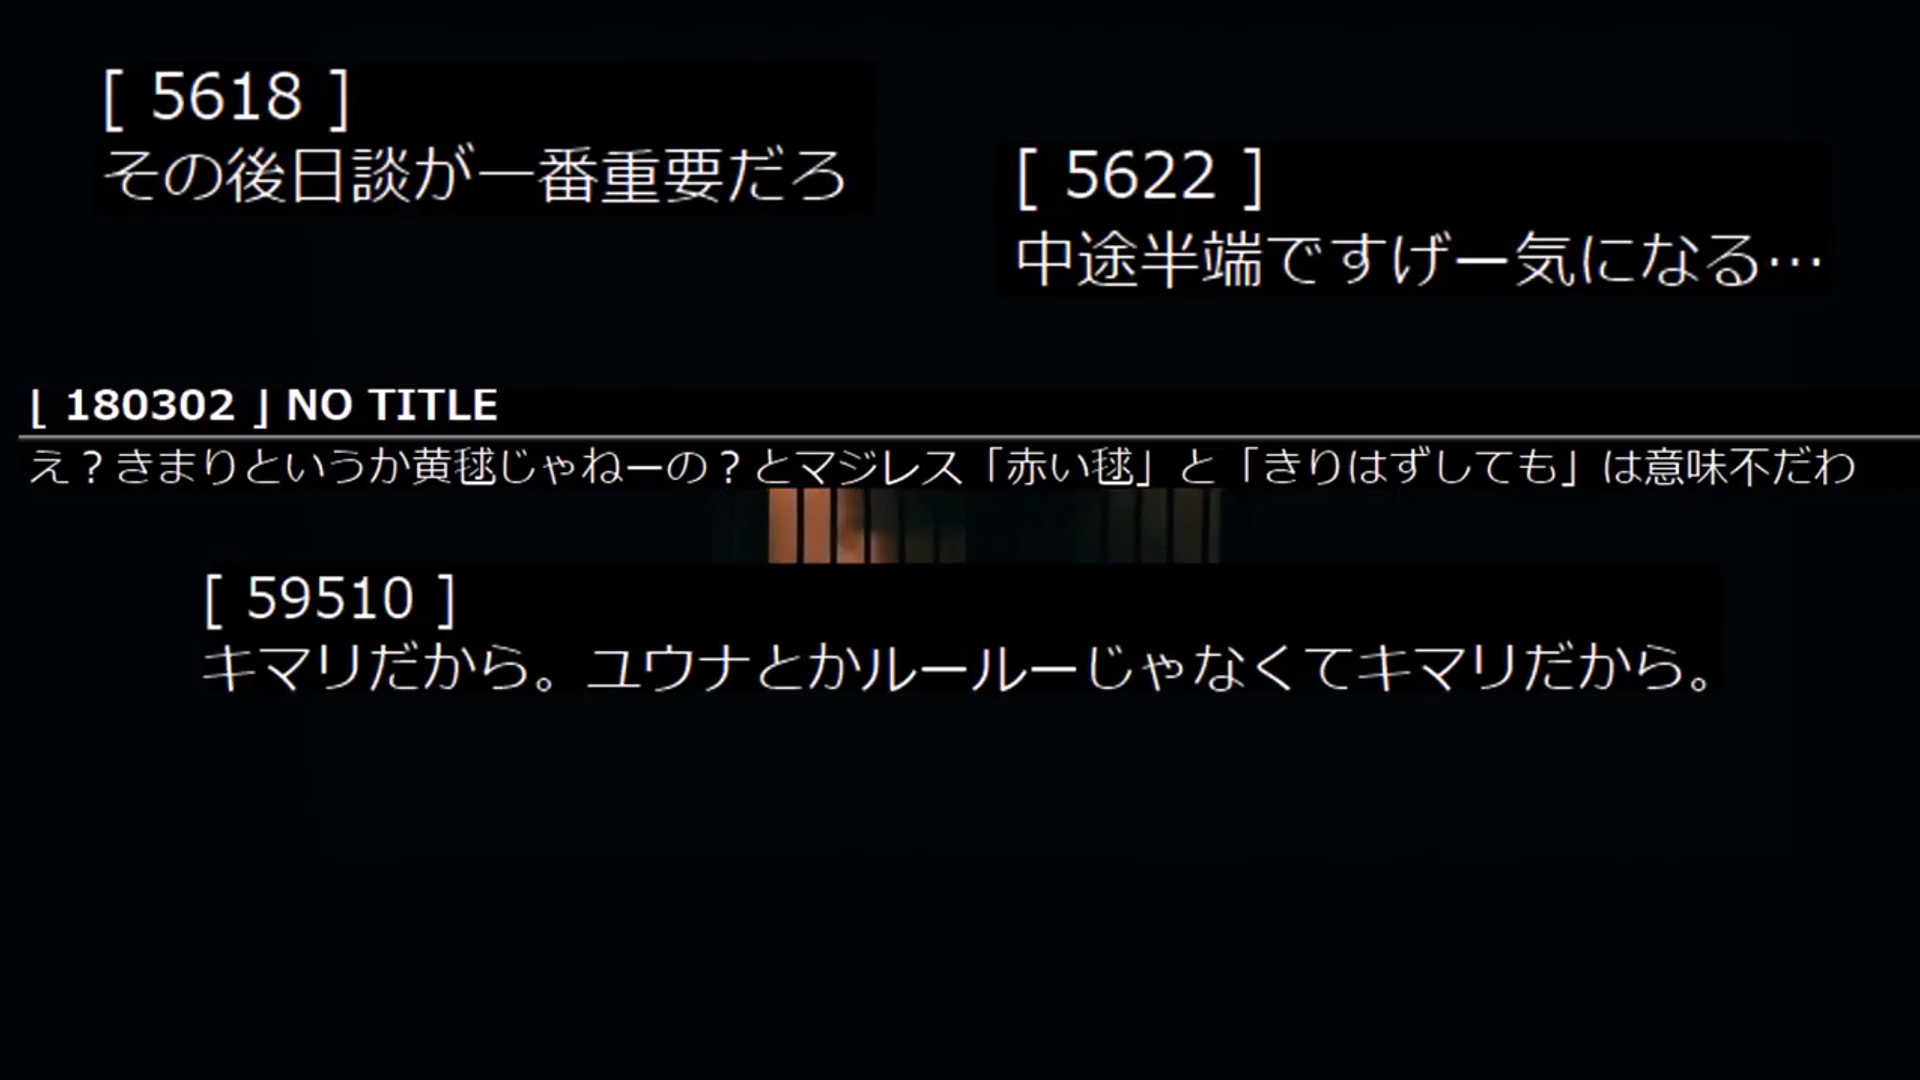 [ 5618 ]
その後日談が一番重要だろ
[ 5622 ]
中途半端ですげー気になる…
[ 180302 ] NO TITLE
え？きまりというか黄毬じゃねーの？とマジレス「赤い毬」と「きりはずしても」は意味不だわ
[ 59510 ]
キマリだから。ユウナとかルールーじゃなくてキマリだから。